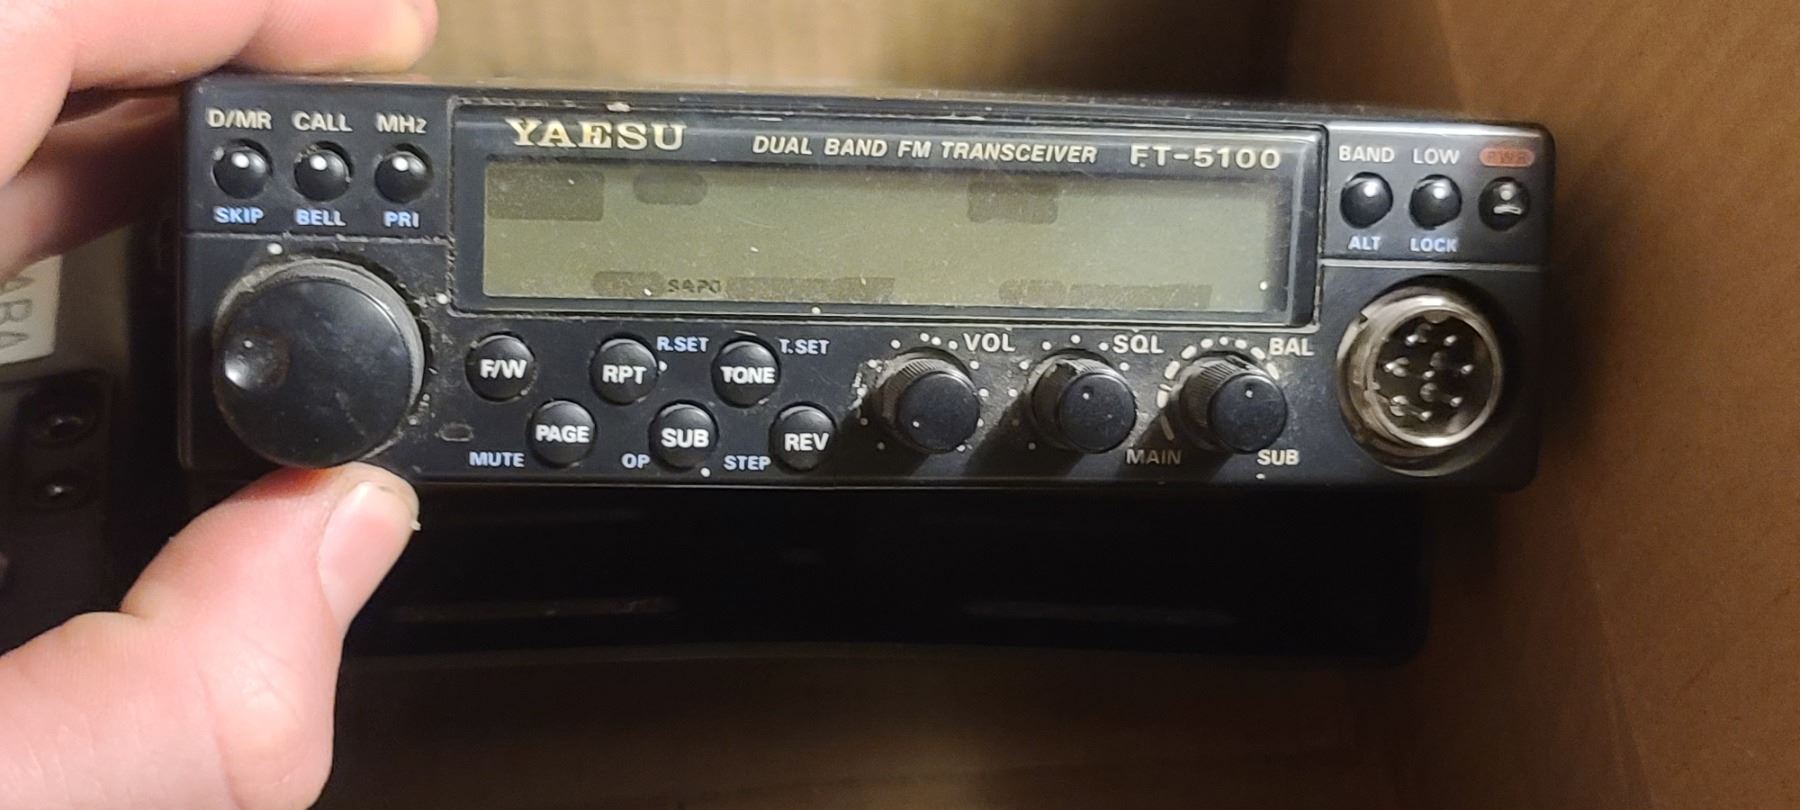 D/MR CALL MHz
SKIP BELL PRI
YAESU DUAL BAND FM TRANSCEIVER FT-5100
BAND LOW PWR
ALT LOCK
F/W RPT R.SET TONE T.SET
PAGE SUB REV
MUTE OP STEP
VOL SQL BAL
MAIN SUB